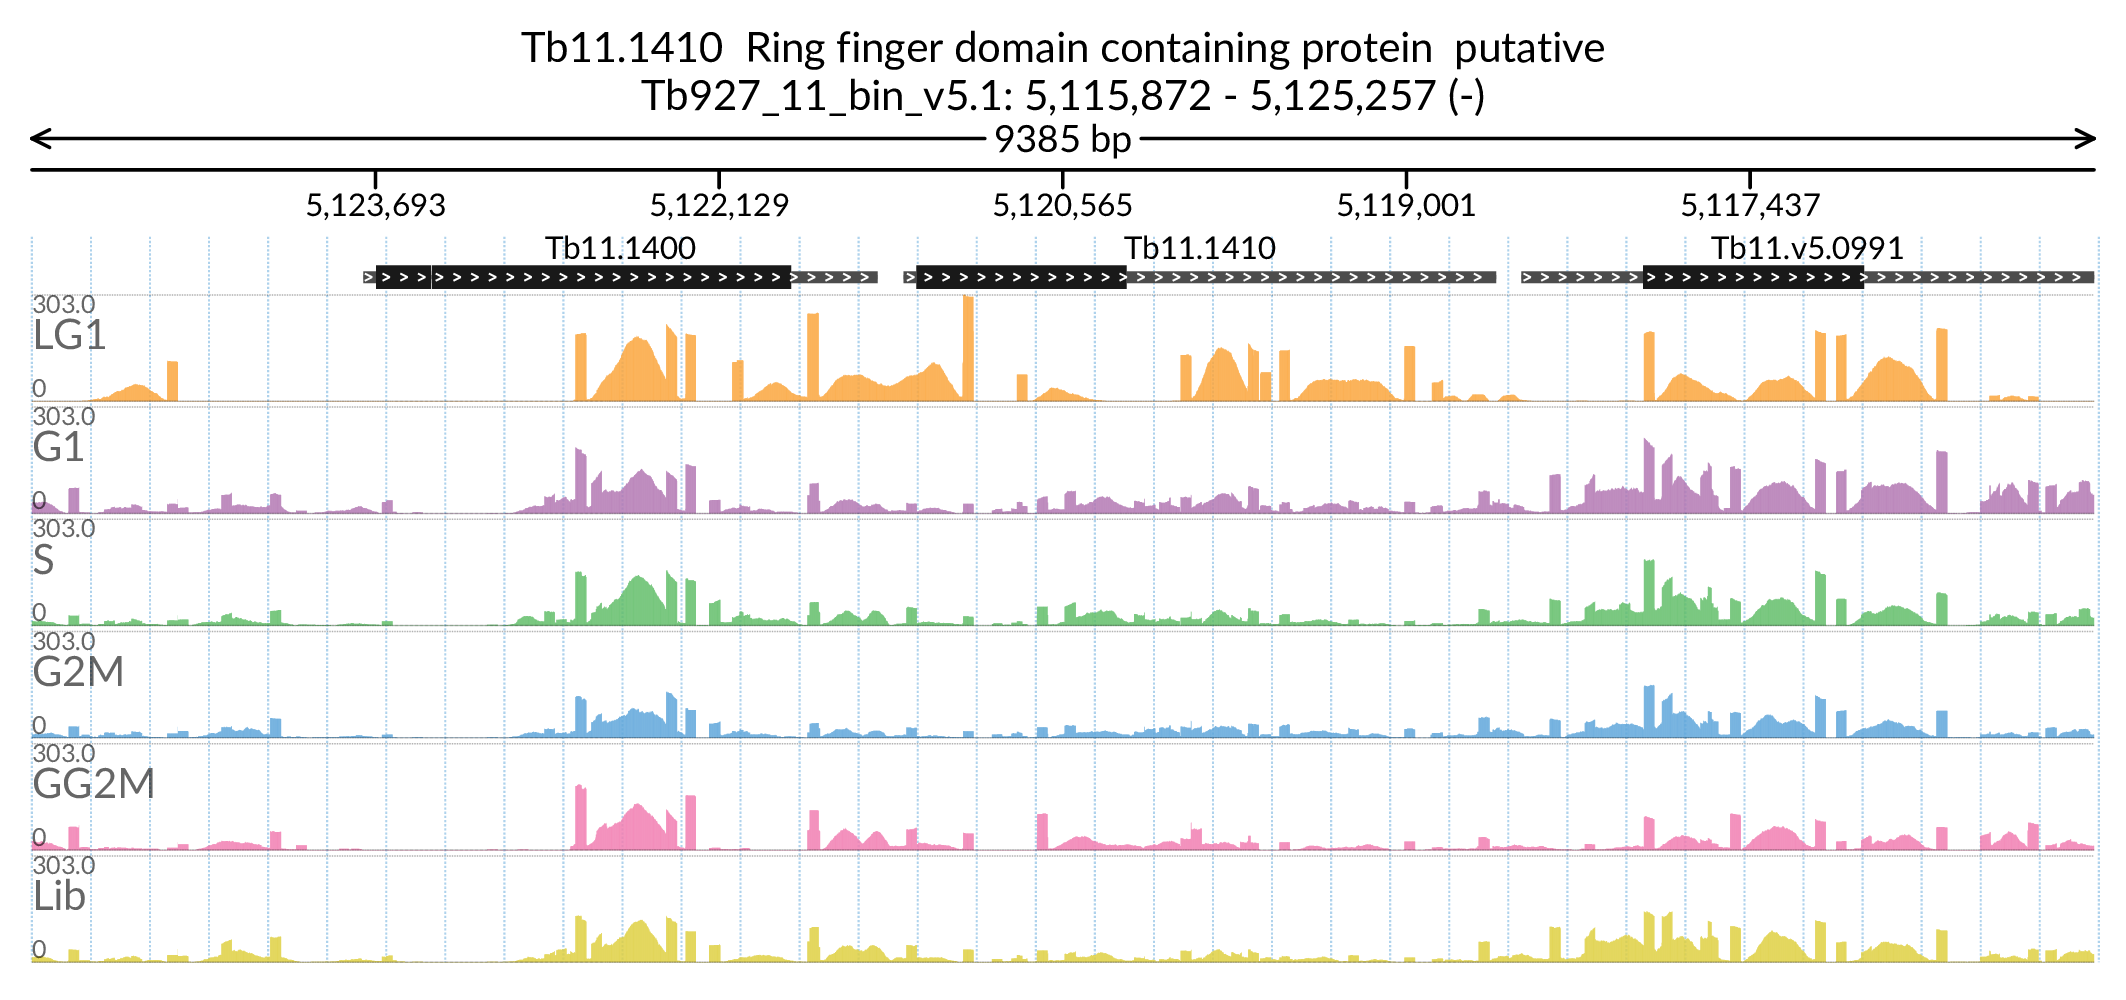 Tb11.1410  Ring finger domain containing protein  putative
Tb927_11_bin_v5.1: 5,115,872 - 5,125,257 (-)
9385 bp
5,123,693 5,122,129 5,120,565 5,119,001 5,117,437
Tb11.1400 Tb11.1410 Tb11.v5.0991
303.0
LG1
0
303.0
G1
0
303.0
S
0
303.0
G2M
0
303.0
GG2M
0
303.0
Lib
0